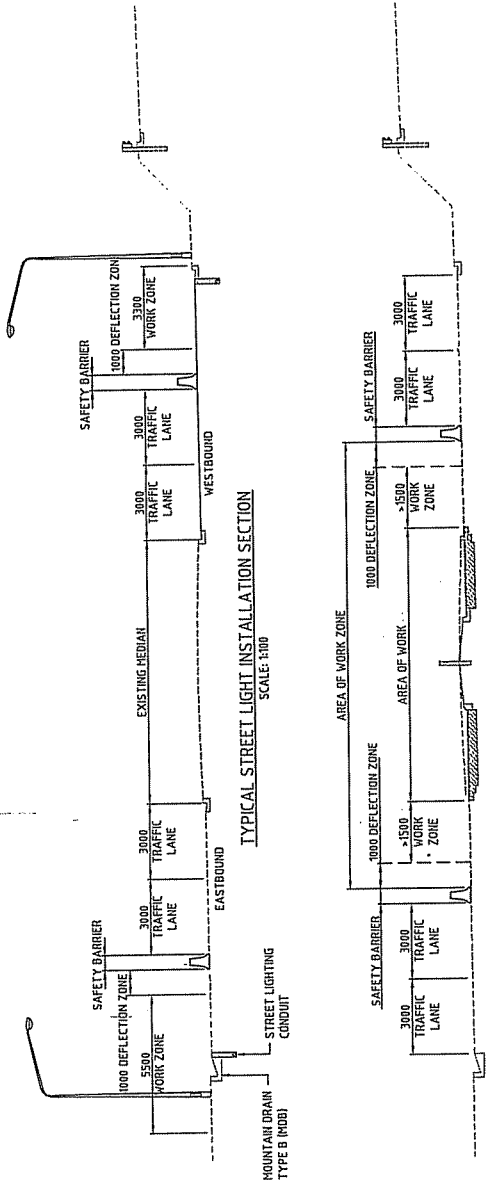 SAFETY BARRIER
1000 DEFLECTION ZONE
5500
WORK ZONE
3000
TRAFFIC
LANE
3000
TRAFFIC
LANE
EASTBOUND
STREET LIGHTING
CONDUIT
MOUNTAIN DRAIN
TYPE B (MDB)
EXISTING MEDIAN
3000
TRAFFIC
LANE
3000
TRAFFIC
LANE
WESTBOUND
SAFETY BARRIER
1000 DEFLECTION ZON
3300
WORK ZONE
TYPICAL STREET LIGHT INSTALLATION SECTION
SCALE: 1:100
AREA OF WORK ZONE
SAFETY BARRIER
3000
TRAFFIC
LANE
3000
TRAFFIC
LANE
1000 DEFLECTION ZONE
>1500
WORK
ZONE
AREA OF WORK
1000 DEFLECTION ZONE
>1500
WORK
ZONE
SAFETY BARRIER
3000
TRAFFIC
LANE
3000
TRAFFIC
LANE